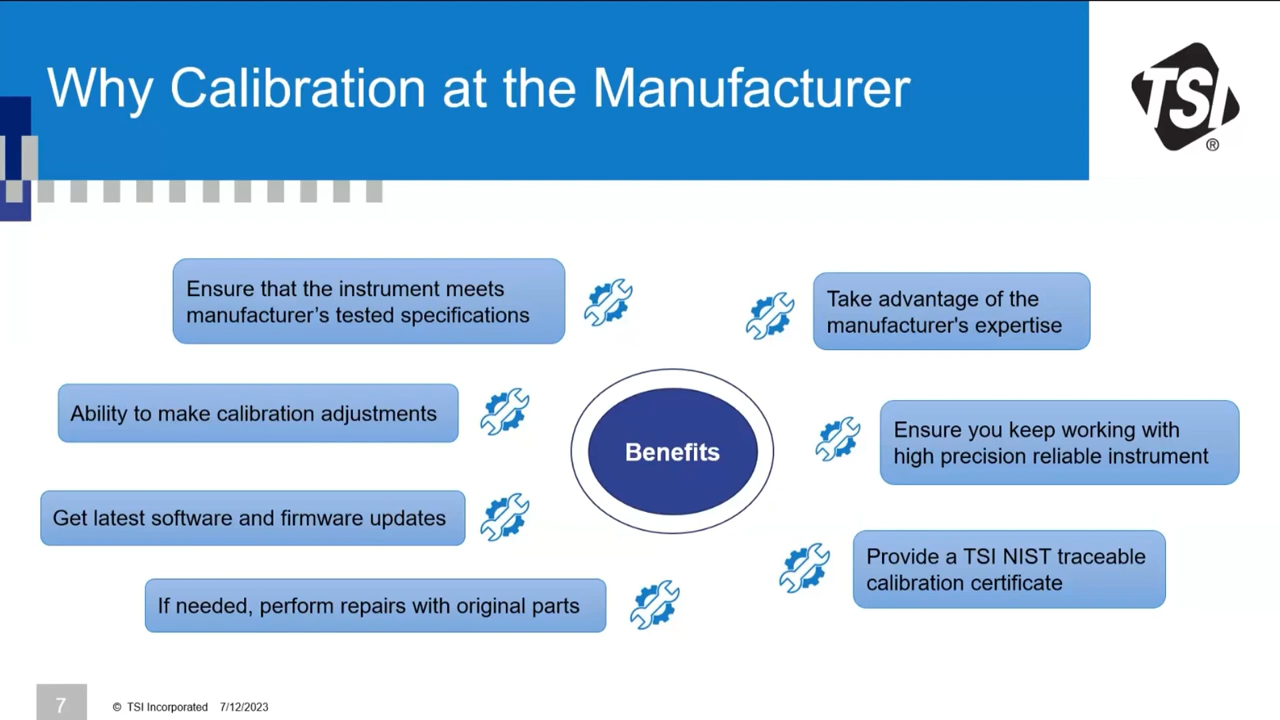 Why Calibration at the Manufacturer
TSI
®
Ensure that the instrument meets
manufacturer’s tested specifications
Take advantage of the
manufacturer's expertise
Ability to make calibration adjustments
Ensure you keep working with
high precision reliable instrument
Benefits
Get latest software and firmware updates
Provide a TSI NIST traceable
calibration certificate
If needed, perform repairs with original parts
7
© TSI Incorporated 7/12/2023